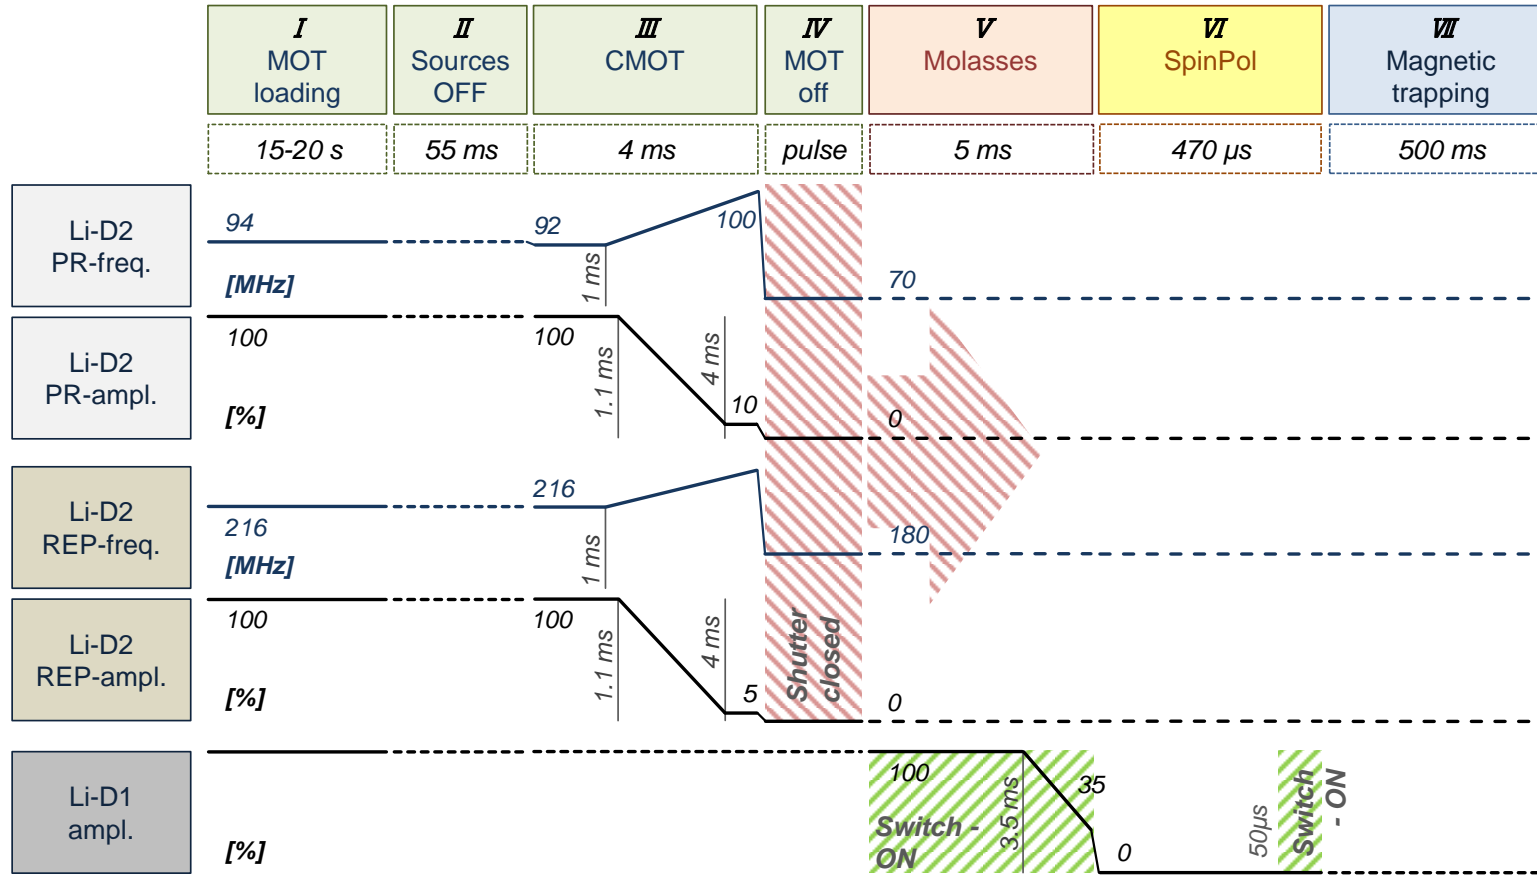 I
MOT
loading
II
Sources
OFF
III
CMOT
IV
MOT
off
V
Molasses
VI
SpinPol
VII
Magnetic
trapping
15-20 s
55 ms
4 ms
pulse
5 ms
470 µs
500 ms
Li-D2
PR-freq.
94
[MHz]
92
1 ms
100
70
Li-D2
PR-ampl.
100
[%]
100
1.1 ms
4 ms
10
0
Li-D2
REP-freq.
216
[MHz]
216
1 ms
180
Li-D2
REP-ampl.
100
[%]
100
1.1 ms
4 ms
5
Shutter
closed
0
Li-D1
ampl.
[%]
100
Switch -
ON
3.5 ms
35
0
50µs
Switch
- ON